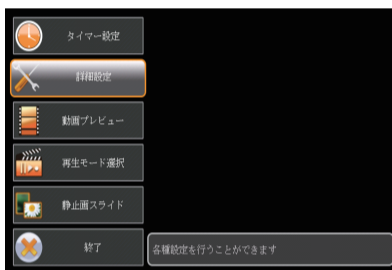 タイマー設定
詳細設定
動画プレビュー
再生モード選択
静止画スライド
終了
各種設定を行うことができます